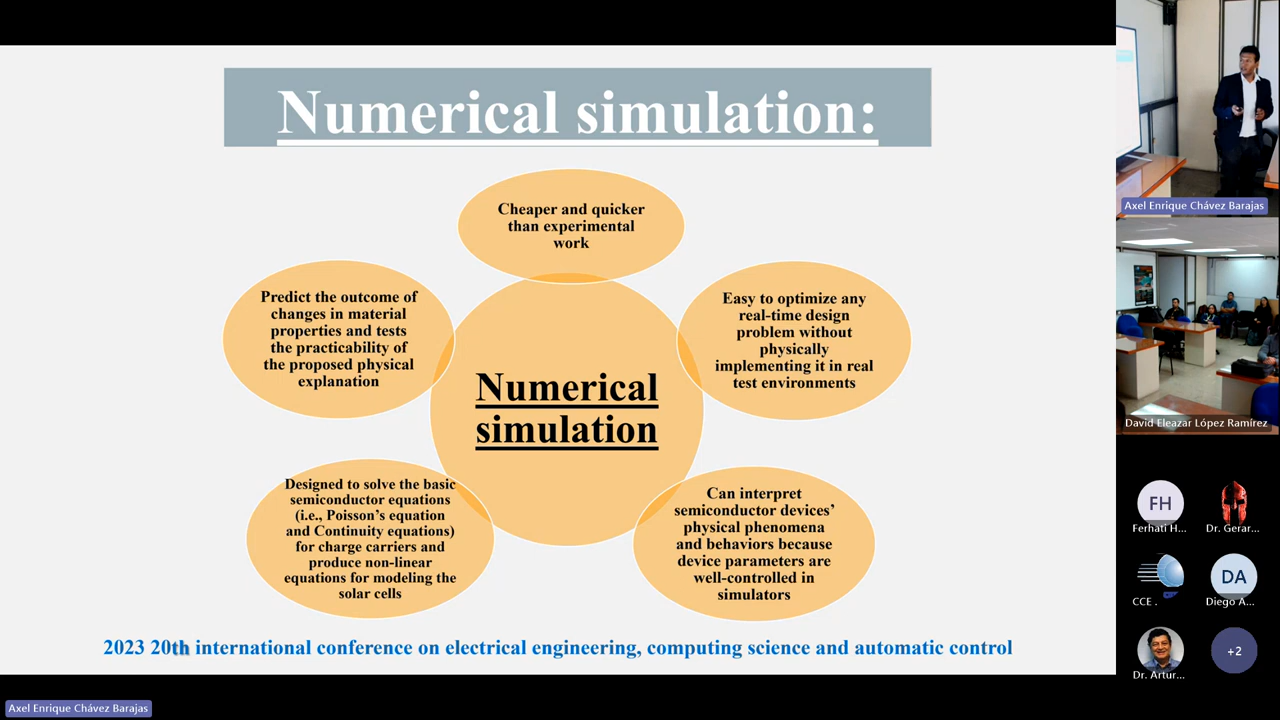 Numerical simulation:
Cheaper and quicker
than experimental
work
Predict the outcome of
changes in material
properties and tests
the practicability of
the proposed physical
explanation
Easy to optimize any
real-time design
problem without
physically
implementing it in real
test environments
Numerical
simulation
Designed to solve the basic
semiconductor equations
(i.e., Poisson's equation
and Continuity equations)
for charge carriers and
produce non-linear
equations for modeling the
solar cells
Can interpret
semiconductor devices'
physical phenomena
and behaviors because
device parameters are
well-controlled in
simulators
2023 20th international conference on electrical engineering, computing science and automatic control
Axel Enrique Chávez Barajas
Axel Enrique Chávez Barajas
David Eleazar López Ramírez
FH
Ferhati H...
Dr. Gerar...
CCE .
DA
Diego A...
Dr. Artur...
+2